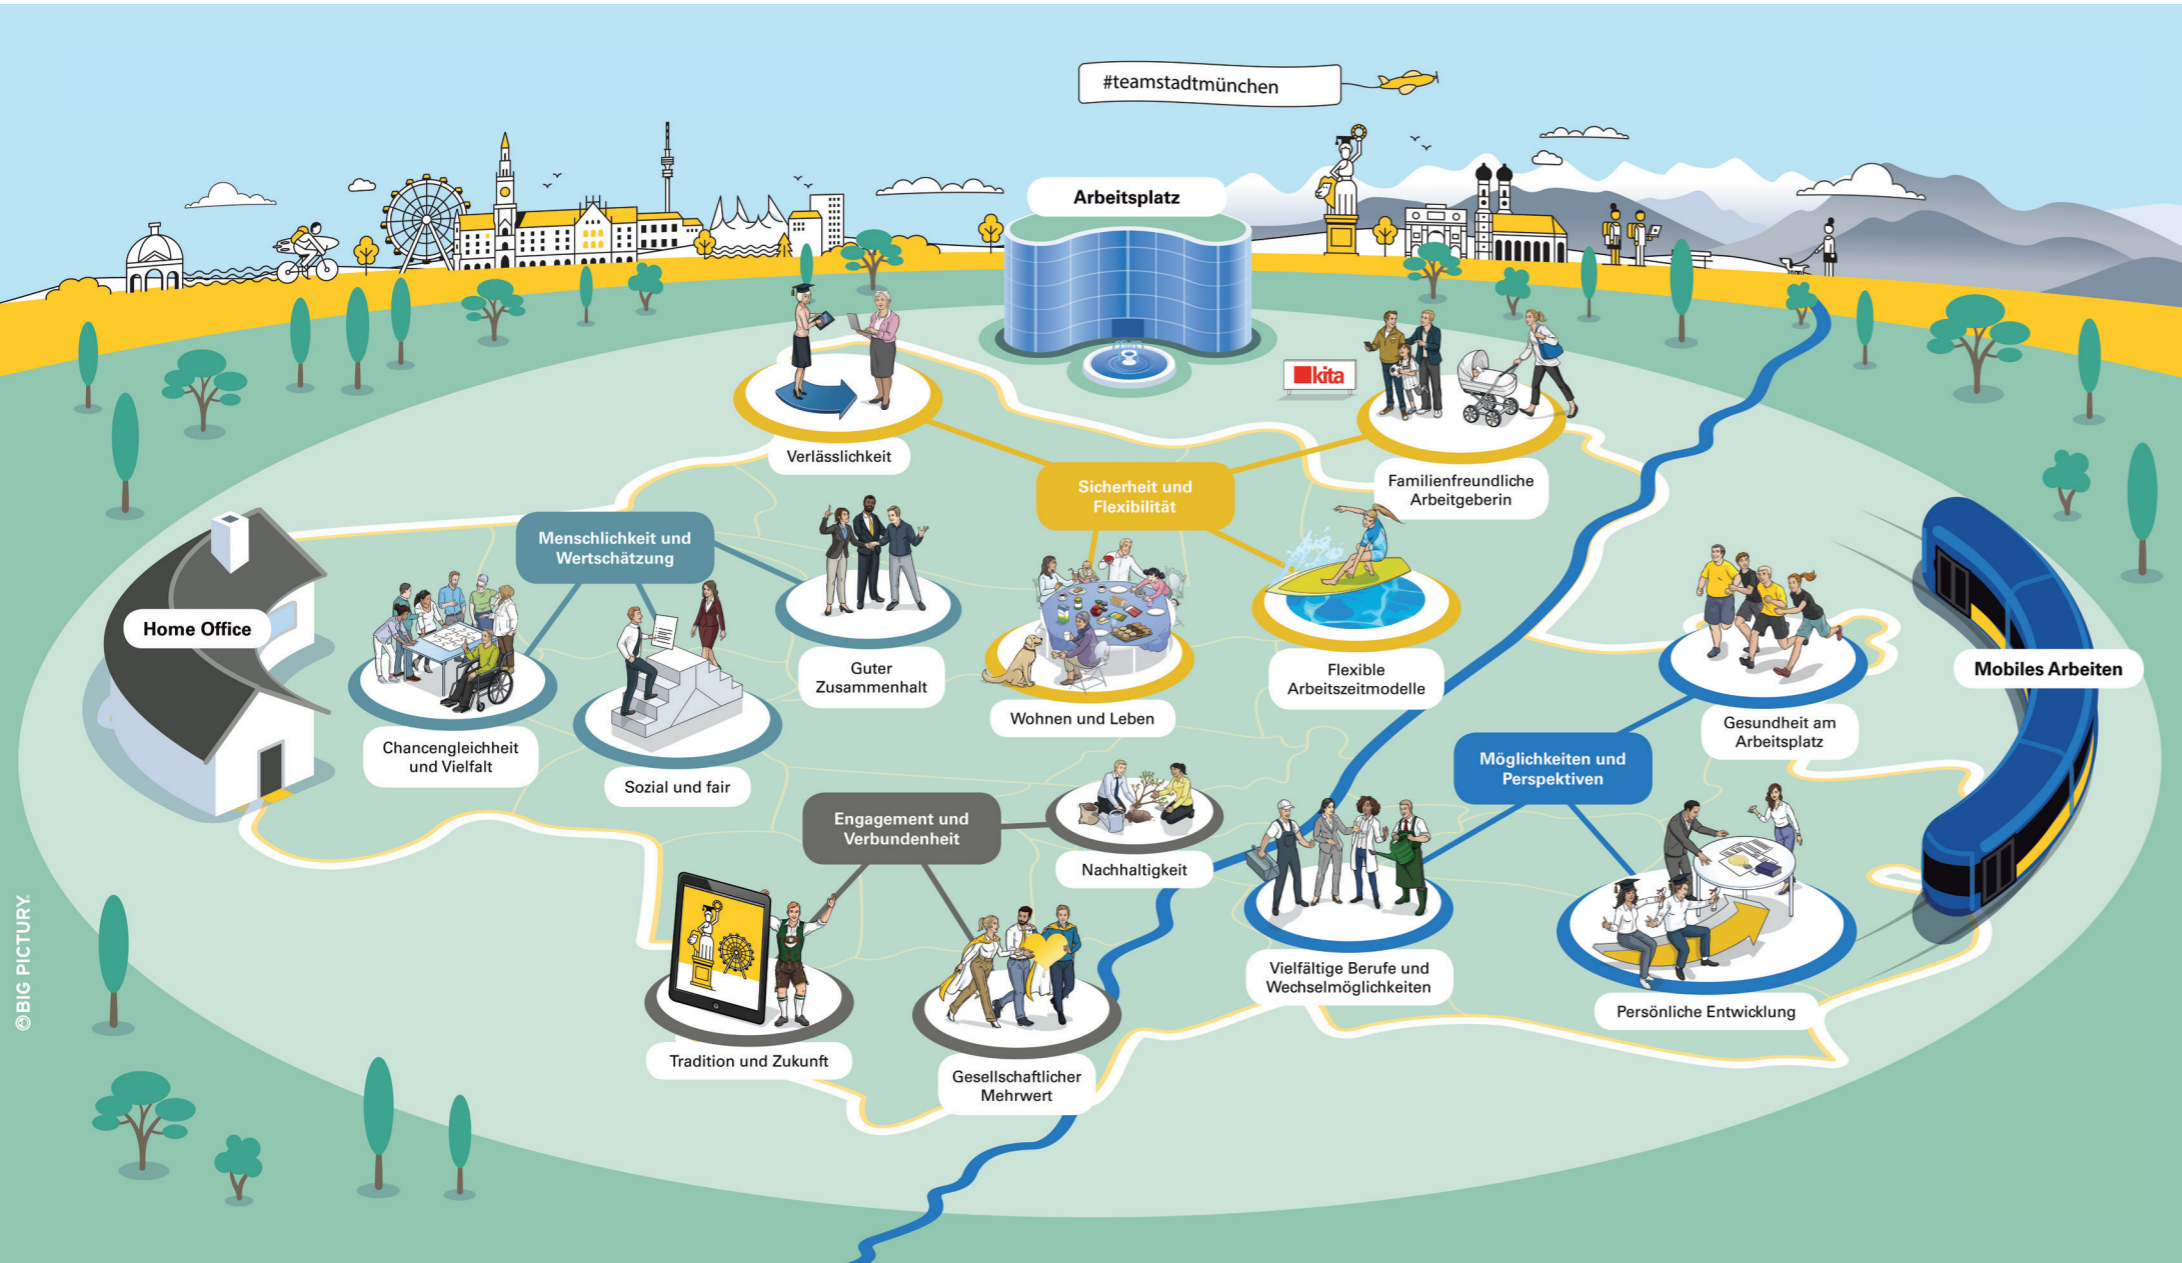 #teamstadtmünchen
Arbeitsplatz
kita
Verlässlichkeit
Familienfreundliche
Arbeitgeberin
Sicherheit und
Flexibilität
Menschlichkeit und
Wertschätzung
Home Office
Guter
Zusammenhalt
Wohnen und Leben
Flexible
Arbeitszeitmodelle
Mobiles Arbeiten
Chancengleichheit
und Vielfalt
Sozial und fair
Gesundheit am
Arbeitsplatz
Möglichkeiten und
Perspektiven
Engagement und
Verbundenheit
Nachhaltigkeit
Vielfältige Berufe und
Wechselmöglichkeiten
Persönliche Entwicklung
Tradition und Zukunft
Gesellschaftlicher
Mehrwert
©BIG PICTURY.